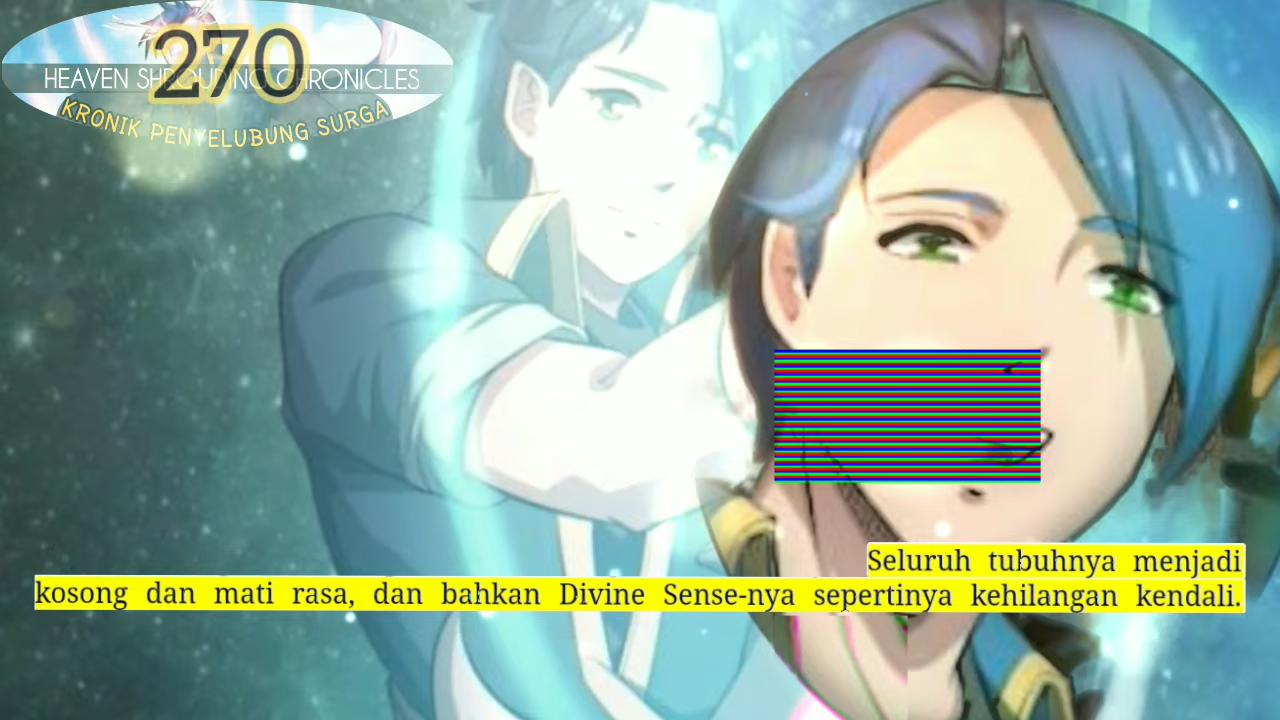 270
HEAVEN SHROUDING CHRONICLES
KRONIK PENYELUBUNG SURGA
Seluruh tubuhnya menjadi
kosong dan mati rasa, dan bahkan Divine Sense-nya sepertinya kehilangan kendali.